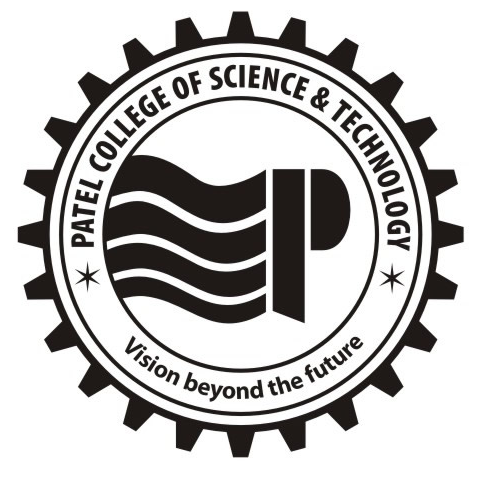 PATEL COLLEGE OF SCIENCE & TECHNOLOGY
P
Vision beyond the future